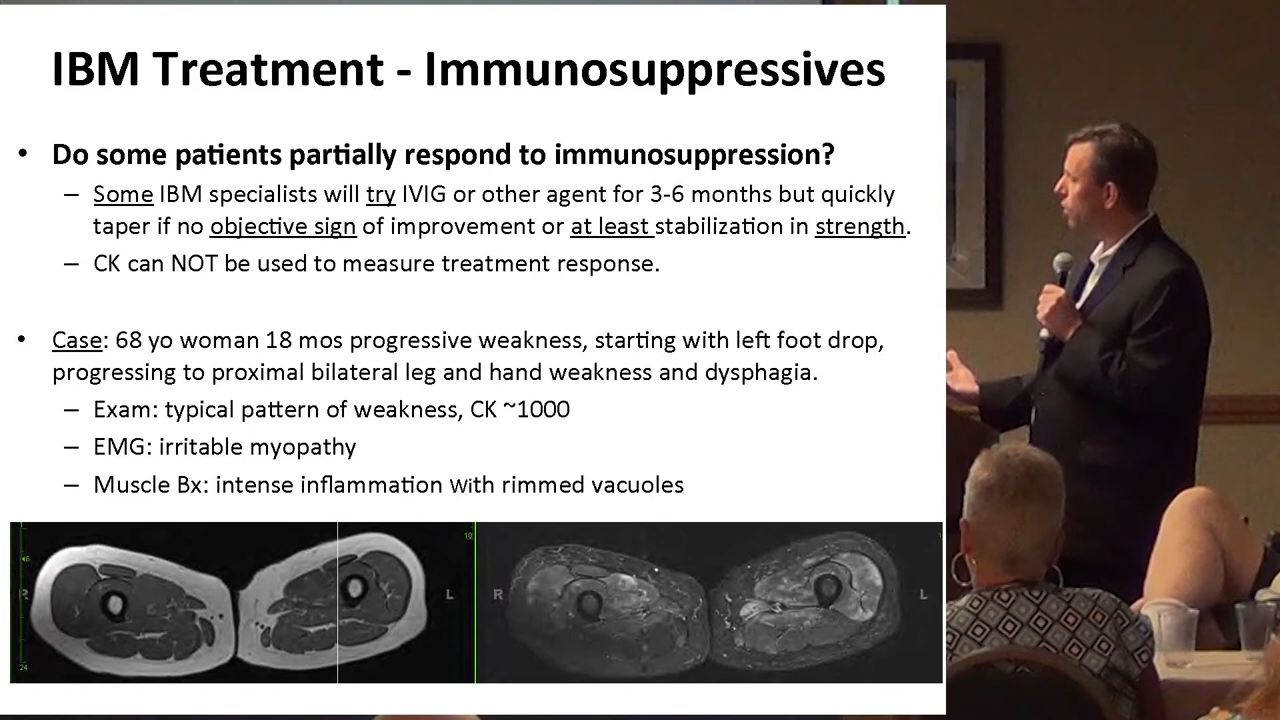 IBM Treatment - Immunosuppressives
• Do some patients partially respond to immunosuppression?
– Some IBM specialists will try IVIG or other agent for 3-6 months but quickly
taper if no objective sign of improvement or at least stabilization in strength.
– CK can NOT be used to measure treatment response.
• Case: 68 yo woman 18 mos progressive weakness, starting with left foot drop,
progressing to proximal bilateral leg and hand weakness and dysphagia.
– Exam: typical pattern of weakness, CK ~1000
– EMG: irritable myopathy
– Muscle Bx: intense inflammation with rimmed vacuoles
R L R L